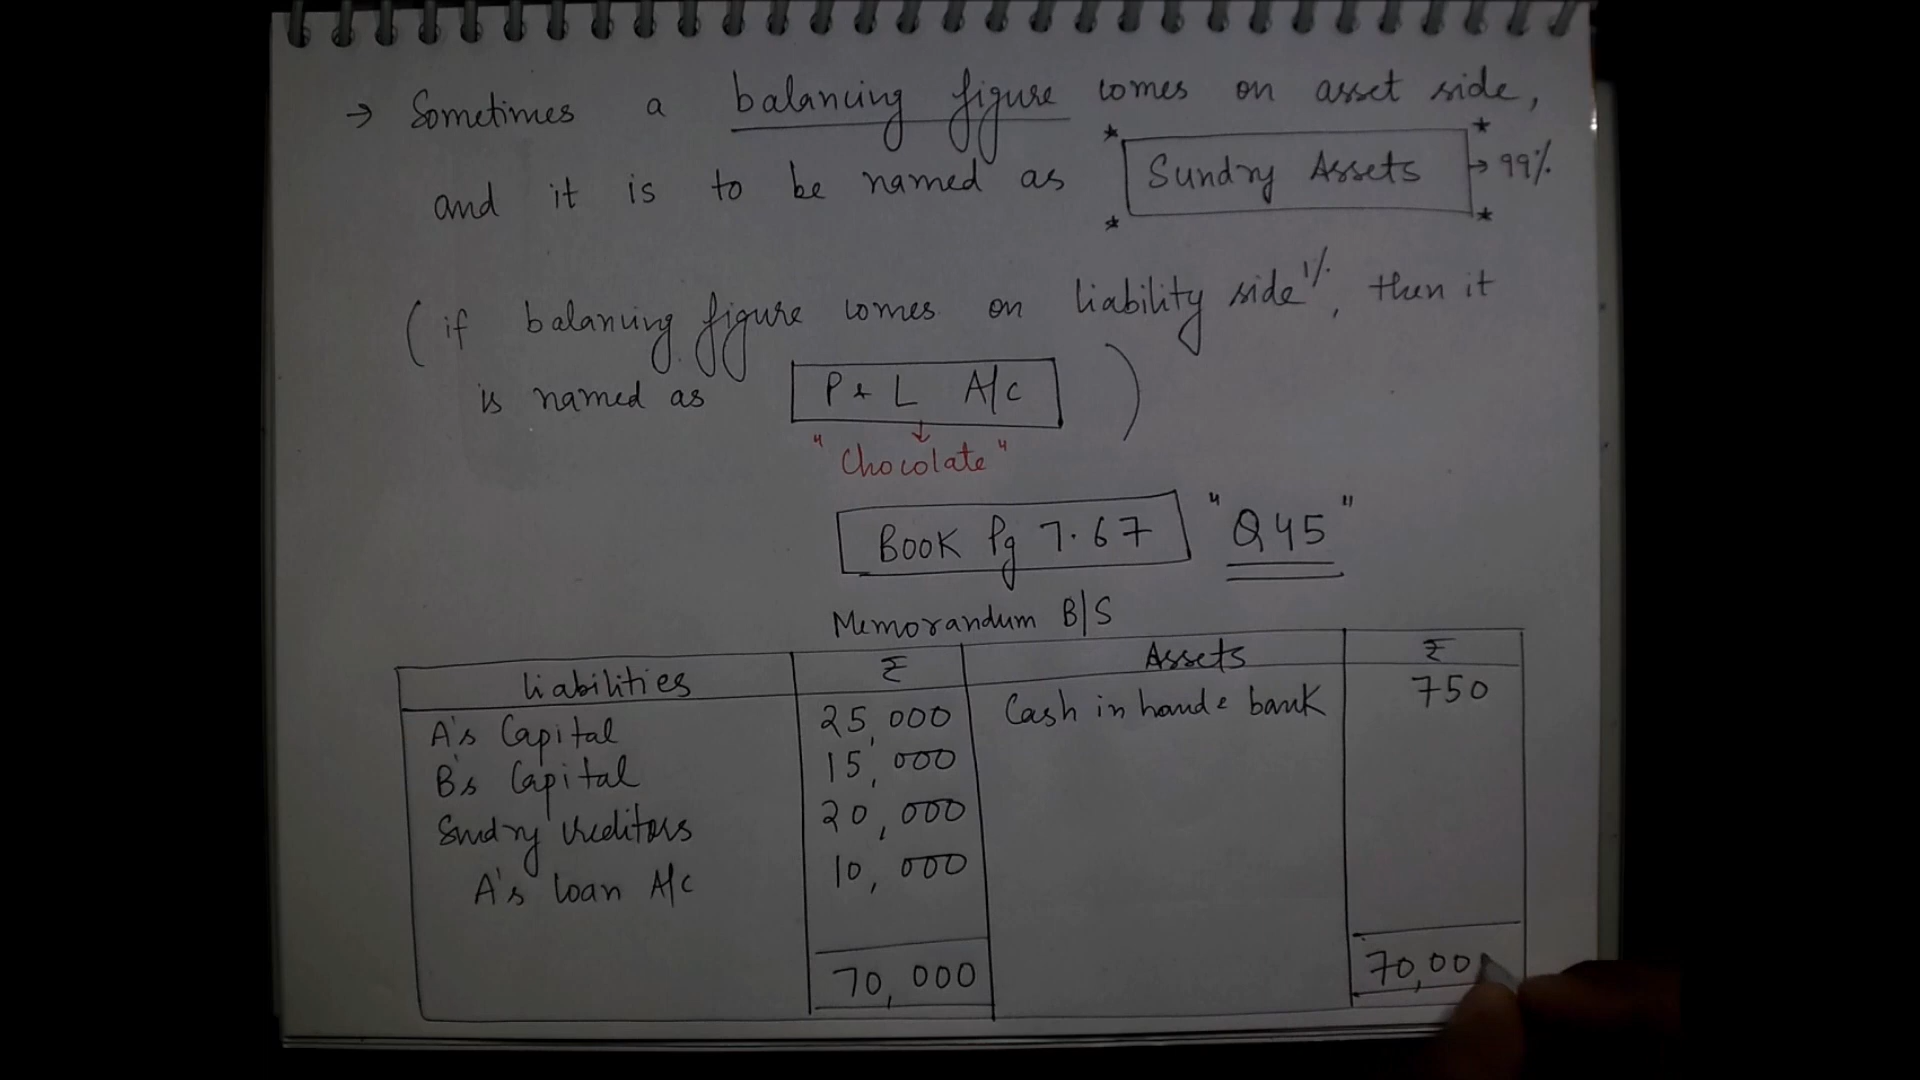 → Sometimes a balancing figure comes on asset side,
and it is to be named as Sundry Assets → 99%
(if balancing figure comes on liability side 1%, then it
is named as P & L A/c )
"Chocolate"
Book Pg 7.67 "Q45"
Memorandum B/S
Liabilities ₹ Assets ₹
A's Capital 25,000 Cash in hand & bank 750
B's Capital 15,000
Sundry Creditors 20,000
A's loan A/c 10,000
70,000 70,00